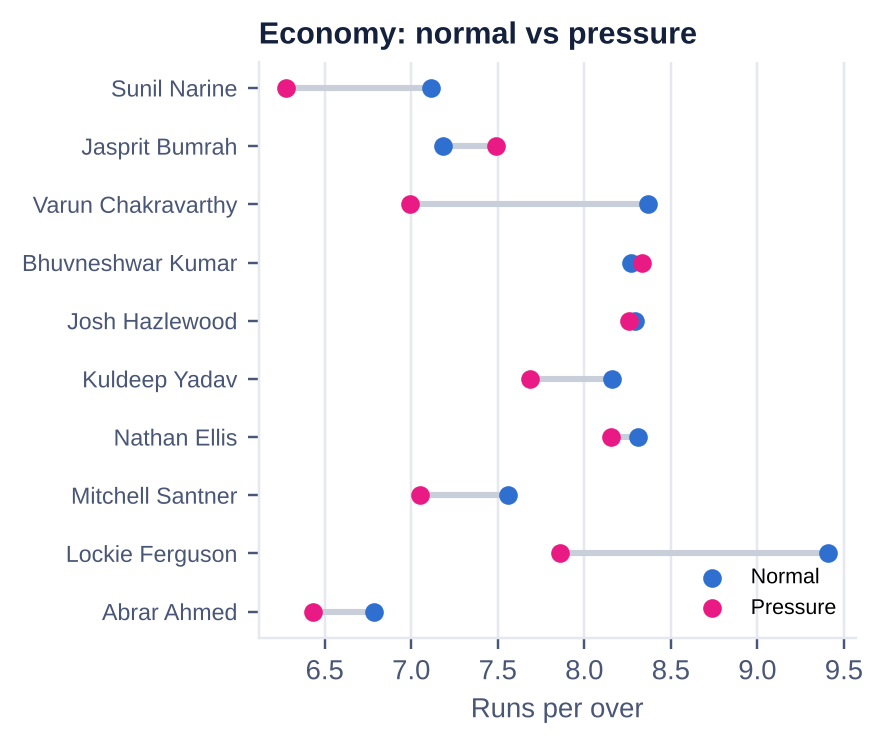 Economy: normal vs pressure
Sunil Narine
Jasprit Bumrah
Varun Chakravarthy
Bhuvneshwar Kumar
Josh Hazlewood
Kuldeep Yadav
Nathan Ellis
Mitchell Santner
Lockie Ferguson
Abrar Ahmed
Normal
Pressure
6.5 7.0 7.5 8.0 8.5 9.0 9.5
Runs per over